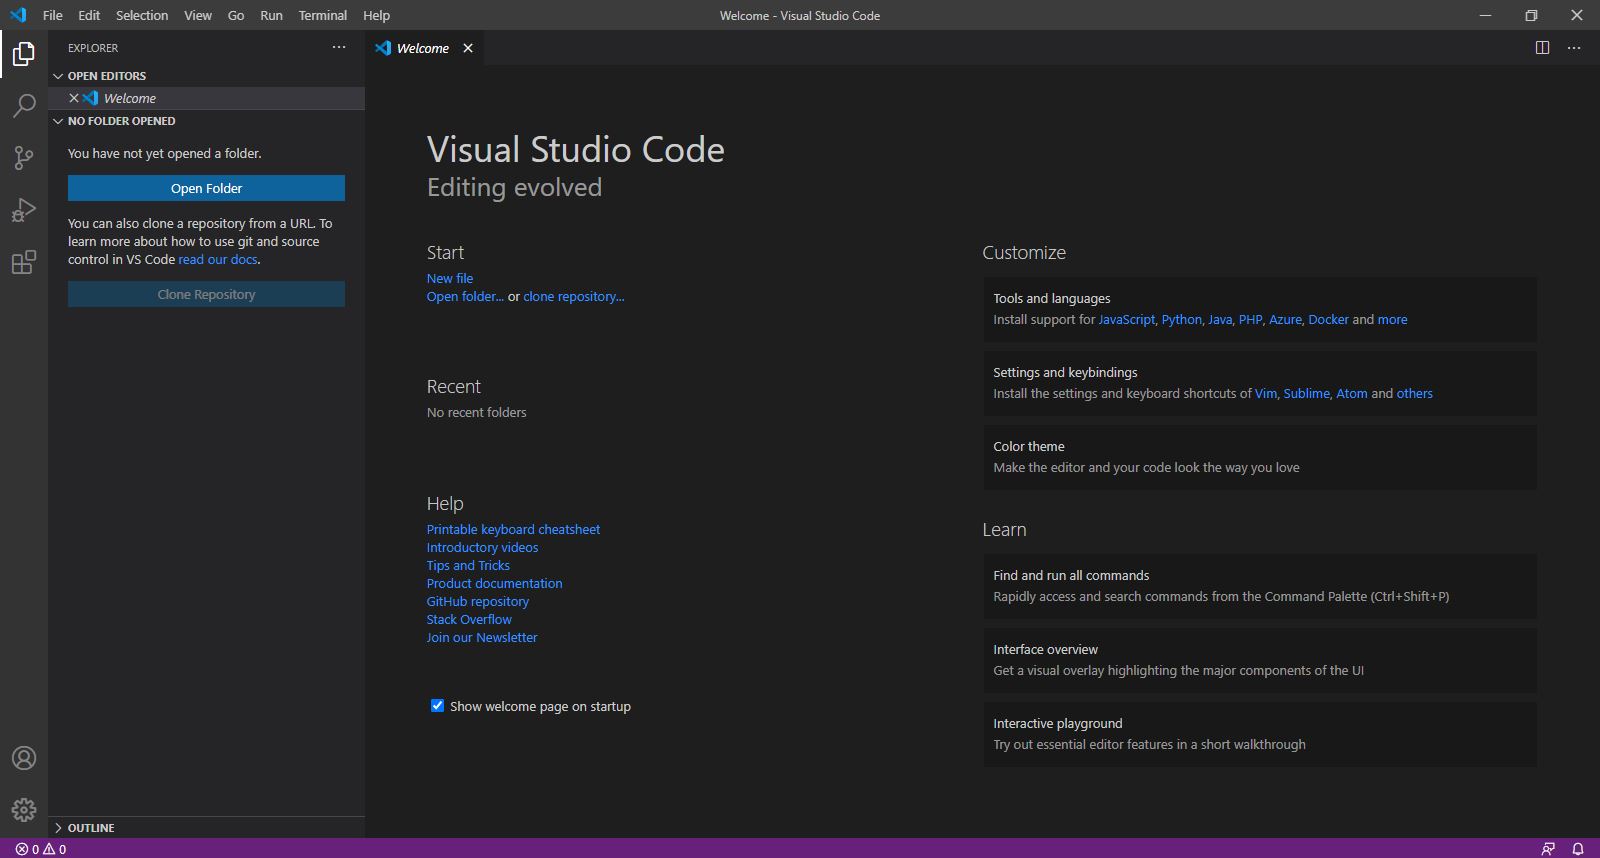 File Edit Selection View Go Run Terminal Help
Welcome - Visual Studio Code
EXPLORER
OPEN EDITORS
Welcome
NO FOLDER OPENED
You have not yet opened a folder.
Open Folder
You can also clone a repository from a URL. To
learn more about how to use git and source
control in VS Code read our docs.
Clone Repository
OUTLINE
Welcome
Visual Studio Code
Editing evolved
Start
New file
Open folder... or clone repository...
Recent
No recent folders
Help
Printable keyboard cheatsheet
Introductory videos
Tips and Tricks
Product documentation
GitHub repository
Stack Overflow
Join our Newsletter
Show welcome page on startup
Customize
Tools and languages
Install support for JavaScript, Python, Java, PHP, Azure, Docker and more
Settings and keybindings
Install the settings and keyboard shortcuts of Vim, Sublime, Atom and others
Color theme
Make the editor and your code look the way you love
Learn
Find and run all commands
Rapidly access and search commands from the Command Palette (Ctrl+Shift+P)
Interface overview
Get a visual overlay highlighting the major components of the UI
Interactive playground
Try out essential editor features in a short walkthrough
0 0